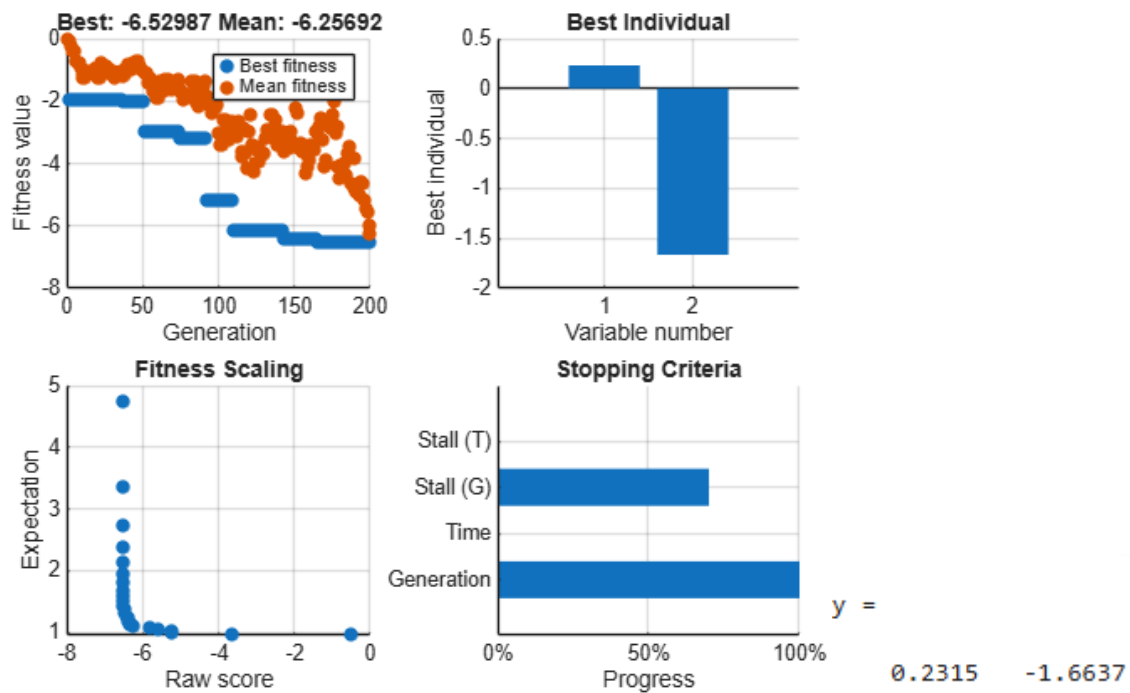 Best: -6.52987 Mean: -6.25692
0
-2
-4
-6
-8
Fitness value
Best fitness
Mean fitness
0 50 100 150 200
Generation
Best Individual
0.5
0
-0.5
-1
-1.5
-2
Best individual
1 2
Variable number
Fitness Scaling
5
4
3
2
1
Expectation
-8 -6 -4 -2 0
Raw score
Stopping Criteria
Stall (T)
Stall (G)
Time
Generation
0% 50% 100%
Progress
y =
0.2315 -1.6637